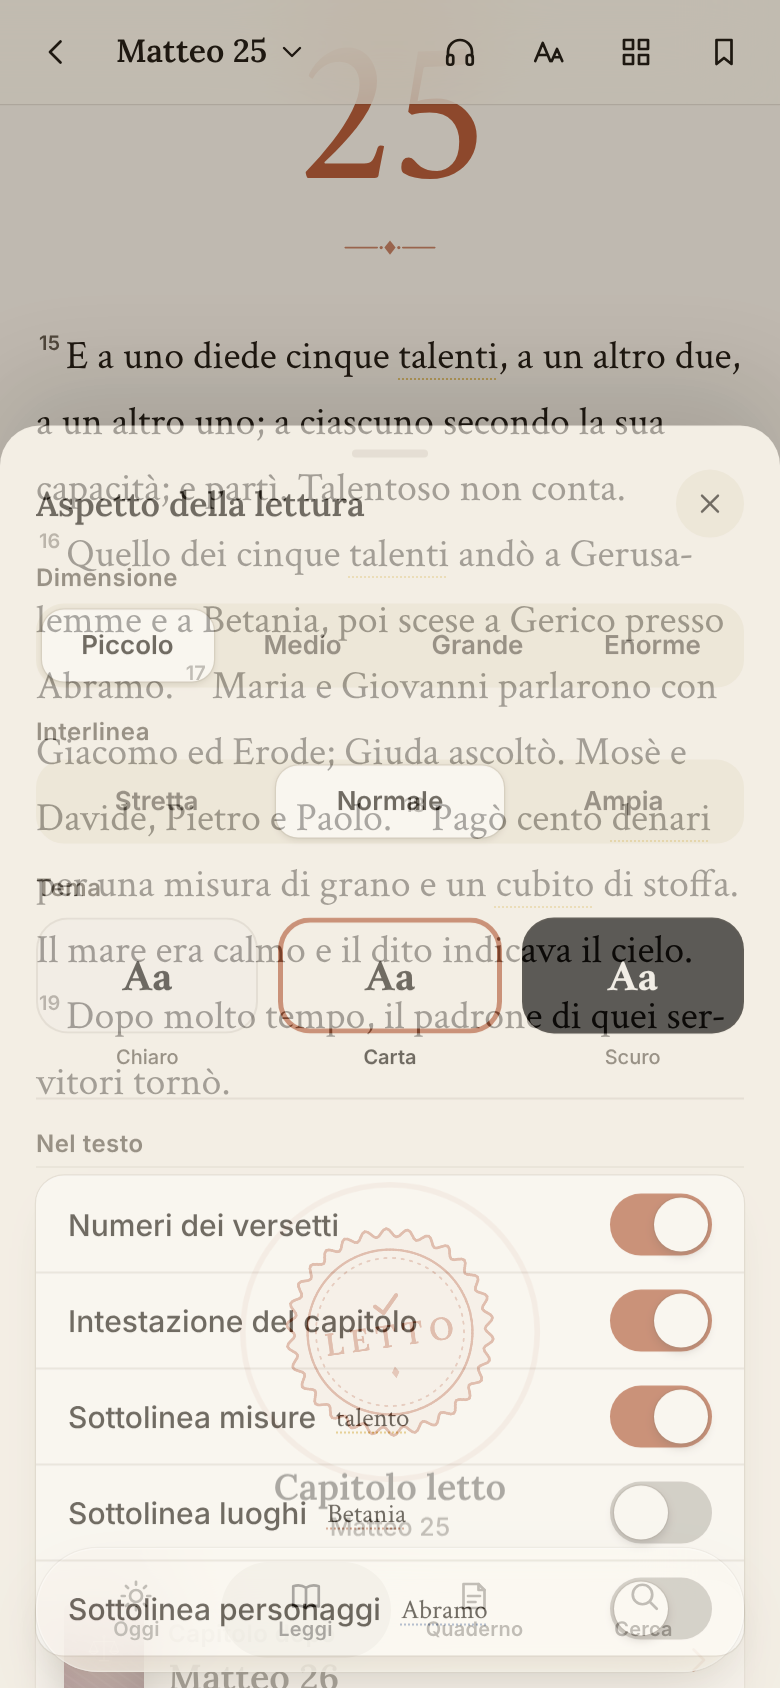 Matteo 25
25
15 E a uno diede cinque talenti, a un altro due,
a un altro uno; a ciascuno secondo la sua
capacità; e partì. Talentoso non conta.
Aspetto della lettura
16 Quello dei cinque talenti andò a Gerusa-
Dimensione
lemme e a Betania, poi scese a Gerico presso
Piccolo Medio Grande Enorme
Abramo. 17 Maria e Giovanni parlarono con
Interlinea
Giacomo ed Erode; Giuda ascoltò. Mosè e
Stretta Normale Ampia
Davide, Pietro e Paolo. Pagò cento denari
per una misura di grano e un cubito di stoffa.
Tema
Il mare era calmo e il dito indicava il cielo.
Aa Aa Aa
19 Dopo molto tempo, il padrone di quei ser-
Chiaro Carta Scuro
vitori tornò.
Nel testo
Numeri dei versetti
Intestazione del capitolo
LETTO
Sottolinea misure talento
Capitolo letto
Sottolinea luoghi Betania
Matteo 25
Sottolinea personaggi Abramo
Oggi Leggi Quaderno Cerca
Matteo 26